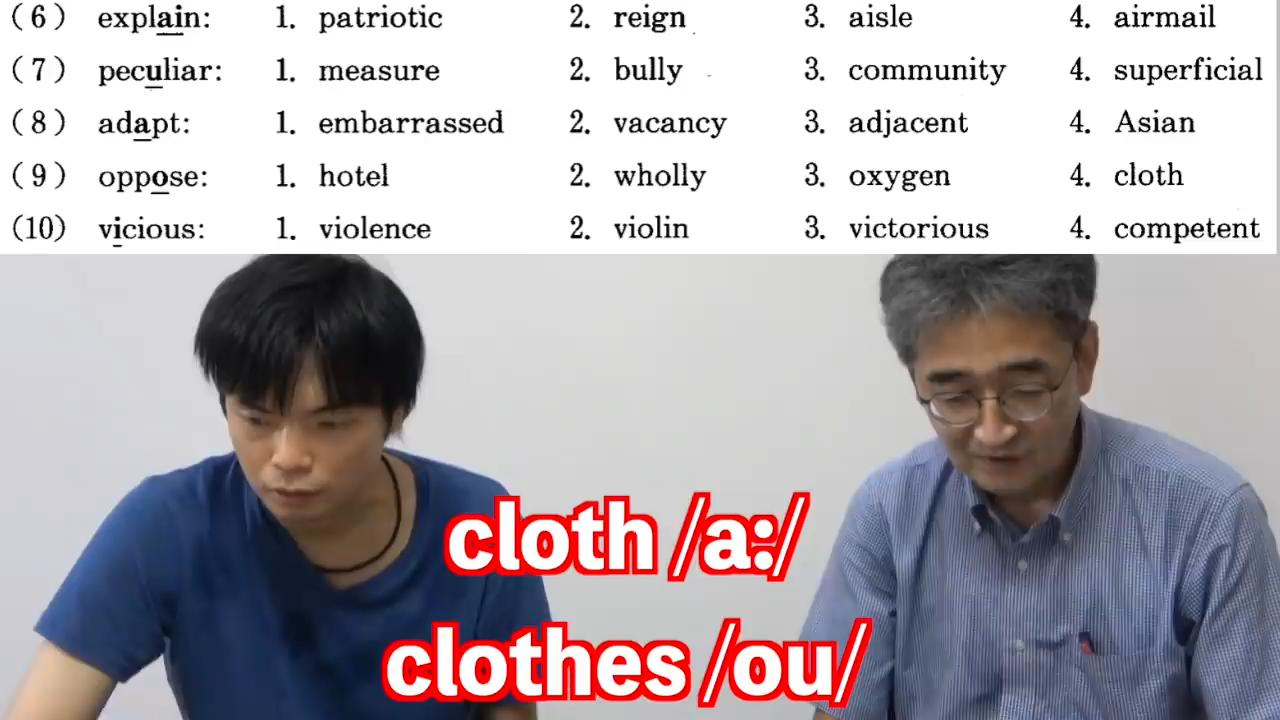 (6) explain: 1. patriotic 2. reign 3. aisle 4. airmail
(7) peculiar: 1. measure 2. bully 3. community 4. superficial
(8) adapt: 1. embarrassed 2. vacancy 3. adjacent 4. Asian
(9) oppose: 1. hotel 2. wholly 3. oxygen 4. cloth
(10) vicious: 1. violence 2. violin 3. victorious 4. competent
cloth /a:/
clothes /ou/